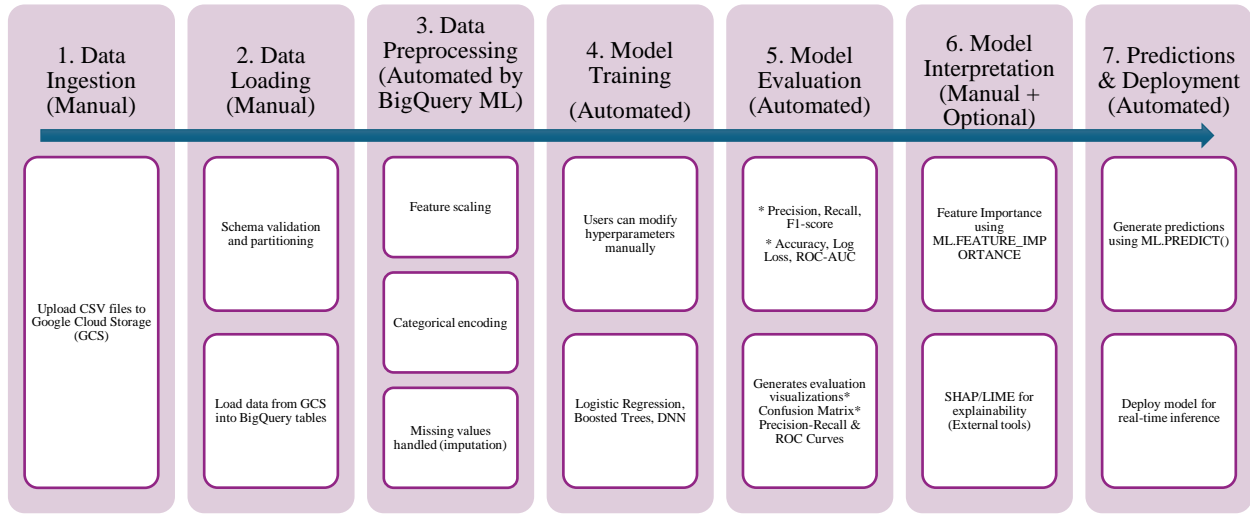 1. Data
Ingestion
(Manual)
Upload CSV files to
Google Cloud Storage
(GCS)
2. Data
Loading
(Manual)
Schema validation
and partitioning
Load data from GCS
into BigQuery tables
3. Data
Preprocessing
(Automated by
BigQuery ML)
Feature scaling
Categorical encoding
Missing values
handled (imputation)
4. Model
Training
(Automated)
Users can modify
hyperparameters
manually
Logistic Regression,
Boosted Trees, DNN
5. Model
Evaluation
(Automated)
* Precision, Recall,
F1-score
* Accuracy, Log
Loss, ROC-AUC
Generates evaluation
visualizations*
Confusion Matrix*
Precision-Recall &
ROC Curves
6. Model
Interpretation
(Manual +
Optional)
Feature Importance
using
ML.FEATURE_IMP
ORTANCE
SHAP/LIME for
explainability
(External tools)
7. Predictions
& Deployment
(Automated)
Generate predictions
using ML.PREDICT()
Deploy model for
real-time inference